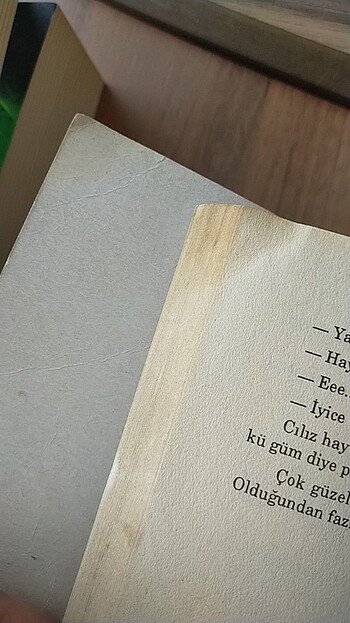 — Ya
— Hay
— Eee.
— İyice
Cılız hay
kü güm diye p
Çok güzel
Olduğundan faz